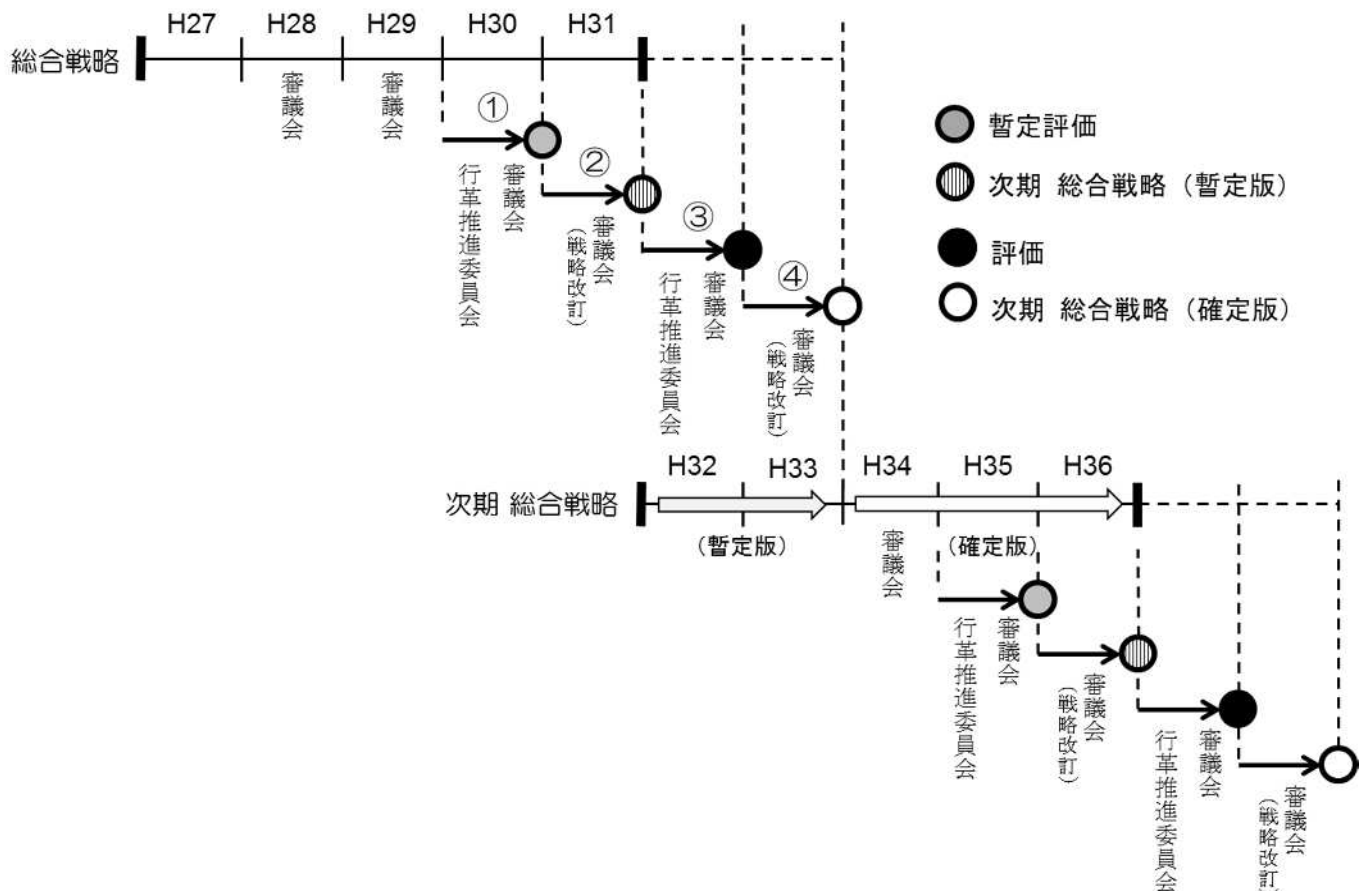 H27
H28
H29
H30
H31
総合戦略
審議会
審議会
①
行革推進委員会
審議会
②
審議会
(戦略改訂)
③
行革推進委員会
審議会
④
審議会
(戦略改訂)
暫定評価
次期 総合戦略（暫定版）
評価
次期 総合戦略（確定版）
H32
H33
H34
H35
H36
次期 総合戦略
（暫定版）
審議会
（確定版）
行革推進委員会
審議会
審議会
(戦略改訂)
行革推進委員会
審議会
審議会
(戦略改訂)